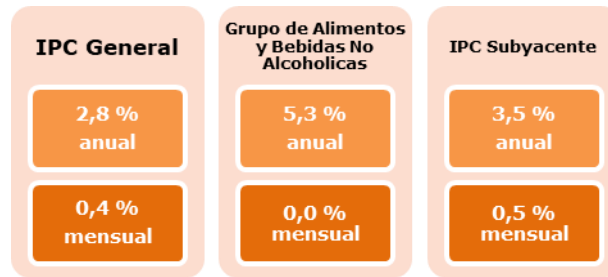 IPC General
2,8 %
anual
0,4 %
mensual
Grupo de Alimentos
y Bebidas No
Alcoholicas
5,3 %
anual
0,0 %
mensual
IPC Subyacente
3,5 %
anual
0,5 %
mensual